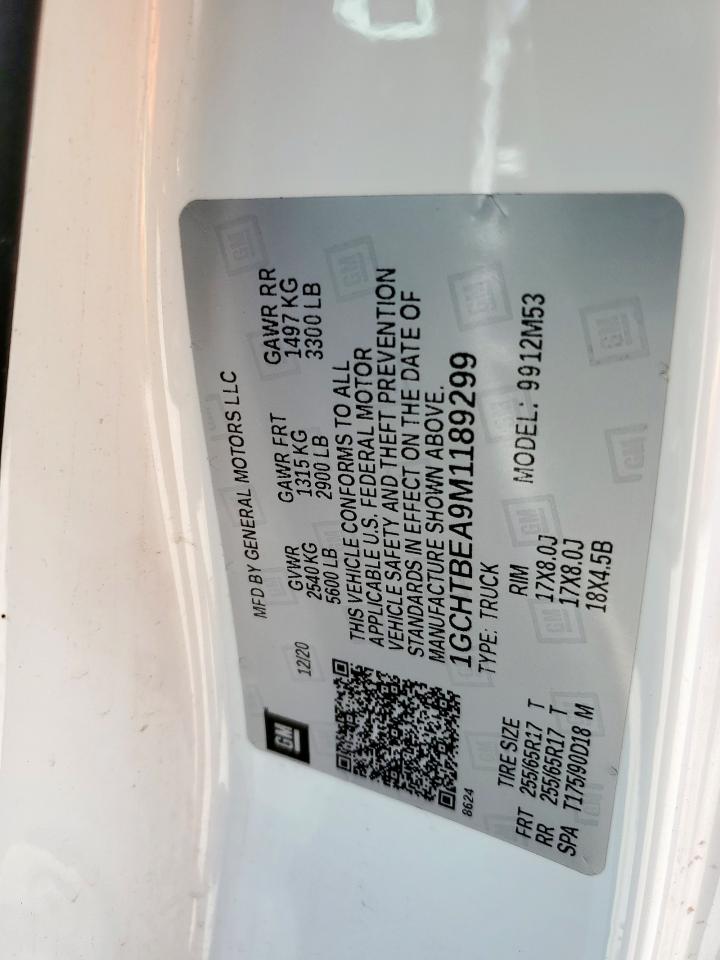 GM
MFD BY GENERAL MOTORS LLC
12/20
GVWR GAWR FRT GAWR RR
2540 KG 1315 KG 1497 KG
5600 LB 2900 LB 3300 LB
THIS VEHICLE CONFORMS TO ALL
APPLICABLE U.S. FEDERAL MOTOR
VEHICLE SAFETY AND THEFT PREVENTION
STANDARDS IN EFFECT ON THE DATE OF
MANUFACTURE SHOWN ABOVE.
1GCHTBEA9M1189299
TYPE: TRUCK MODEL: 9912M53
8624
TIRE SIZE RIM
FRT 255/65R17 T 17X8.0J
RR 255/65R17 T 17X8.0J
SPA T175/90D18 M 18X4.5B